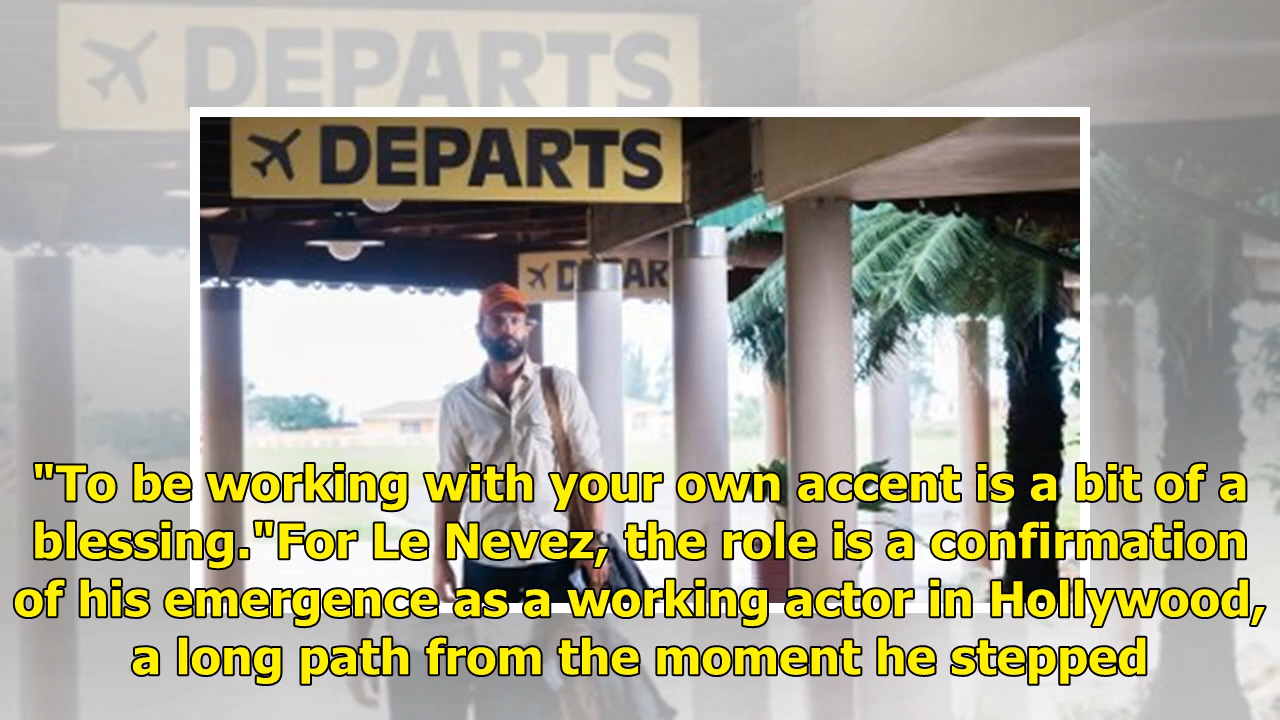 DEPARTS
DEPARTS
DEPAR
"To be working with your own accent is a bit of a
blessing."For Le Nevez, the role is a confirmation
of his emergence as a working actor in Hollywood,
a long path from the moment he stepped